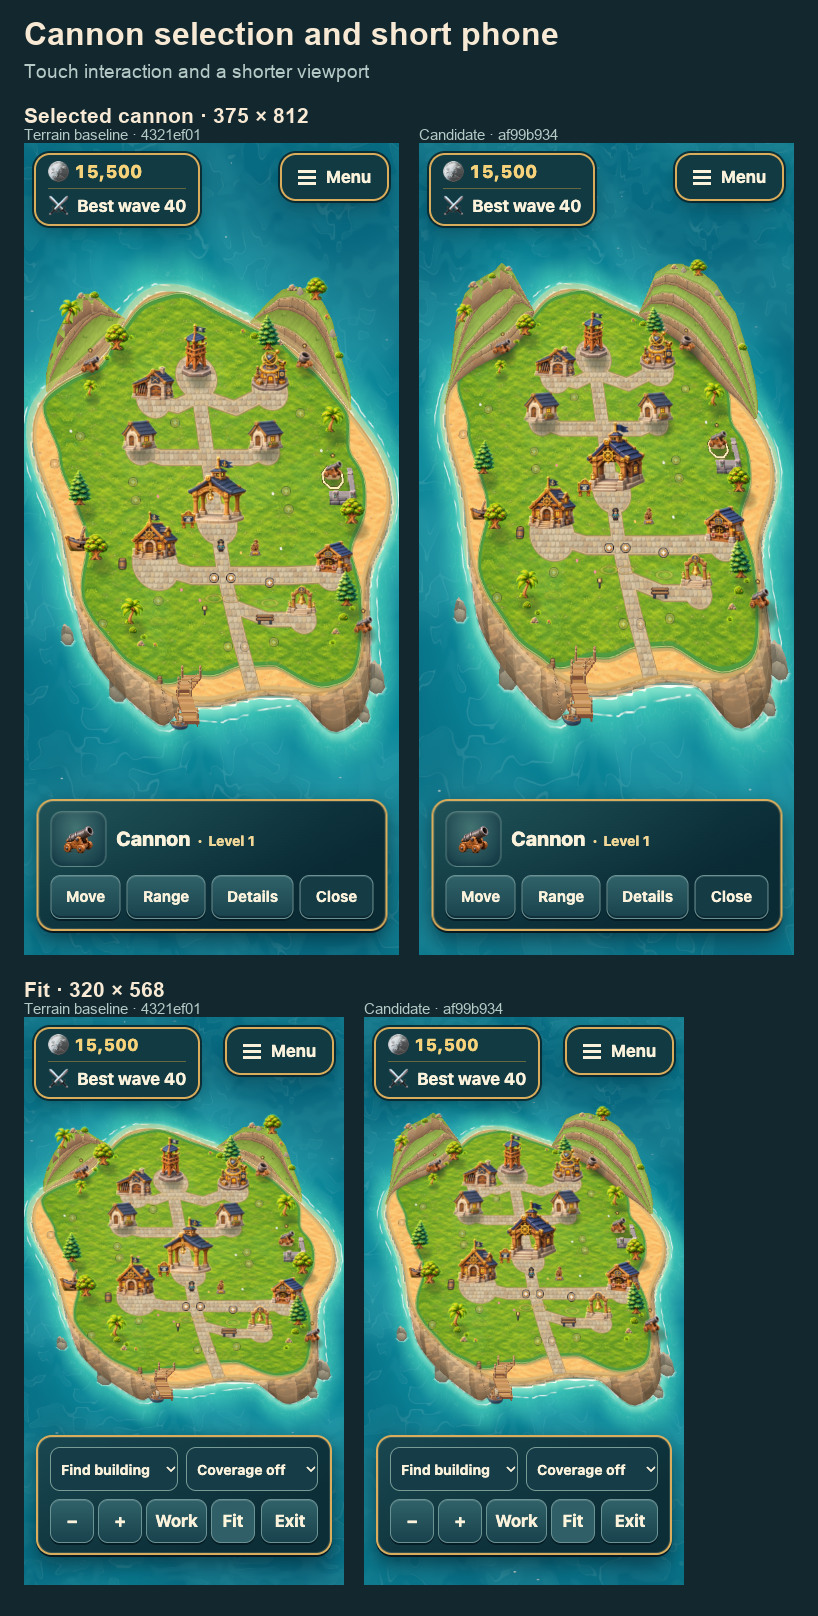 Cannon selection and short phone
Touch interaction and a shorter viewport
Selected cannon · 375 × 812
Terrain baseline · 4321ef01
15,500
Best wave 40
Menu
Cannon · Level 1
Move
Range
Details
Close
Candidate · af99b934
15,500
Best wave 40
Menu
Cannon · Level 1
Move
Range
Details
Close
Fit · 320 × 568
Terrain baseline · 4321ef01
15,500
Best wave 40
Menu
Find building
Coverage off
− + Work Fit Exit
Candidate · af99b934
15,500
Best wave 40
Menu
Find building
Coverage off
− + Work Fit Exit